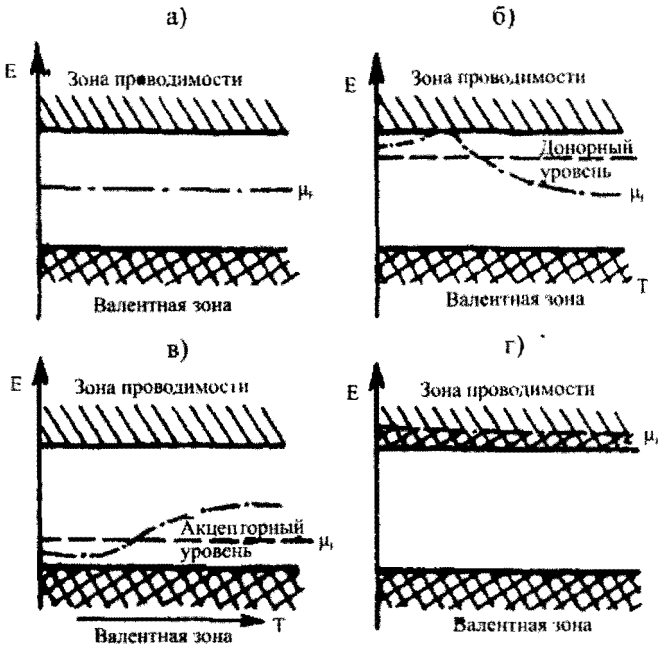 а)
E
Зона проводимости
μ
Валентная зона
б)
E
Зона проводимости
Донорный
уровень
μ
T
Валентная зона
в)
E
Зона проводимости
Акцепторный
уровень
μ
T
Валентная зона
г)
E
Зона проводимости
μ
Валентная зона